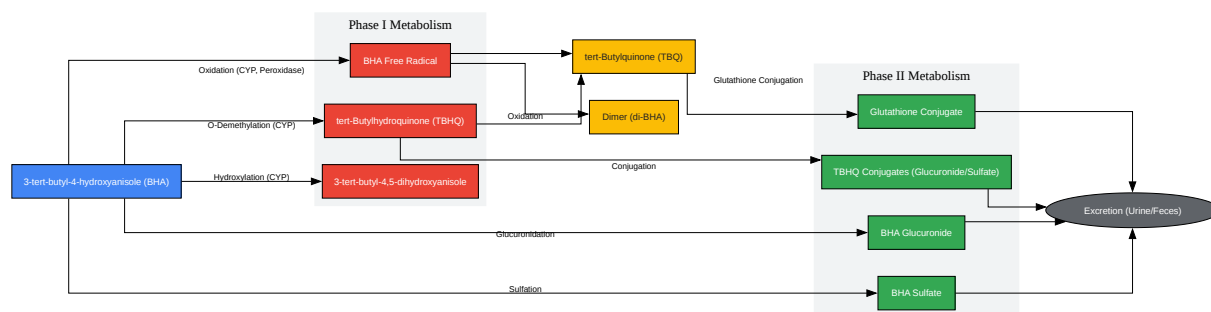 Phase I Metabolism
BHA Free Radical
tert-Butylquinone (TBQ)
Oxidation (CYP, Peroxidase)
Glutathione Conjugation
Phase II Metabolism
Glutathione Conjugate
O-Demethylation (CYP)
tert-Butylhydroquinone (TBHQ)
Oxidation
Dimer (di-BHA)
Conjugation
TBHQ Conjugates (Glucuronide/Sulfate)
3-tert-butyl-4-hydroxyanisole (BHA)
Hydroxylation (CYP)
3-tert-butyl-4,5-dihydroxyanisole
Excretion (Urine/Feces)
Glucuronidation
BHA Glucuronide
Sulfation
BHA Sulfate